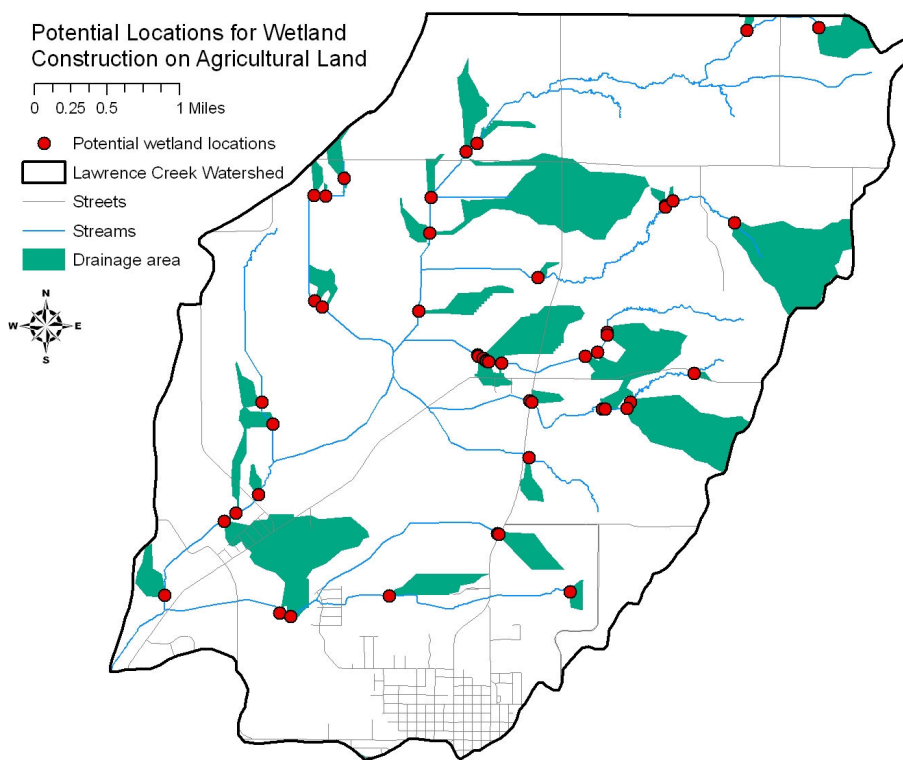 Potential Locations for Wetland
Construction on Agricultural Land
0 0.25 0.5 1 Miles
Potential wetland locations
Lawrence Creek Watershed
Streets
Streams
Drainage area
N
W E
S